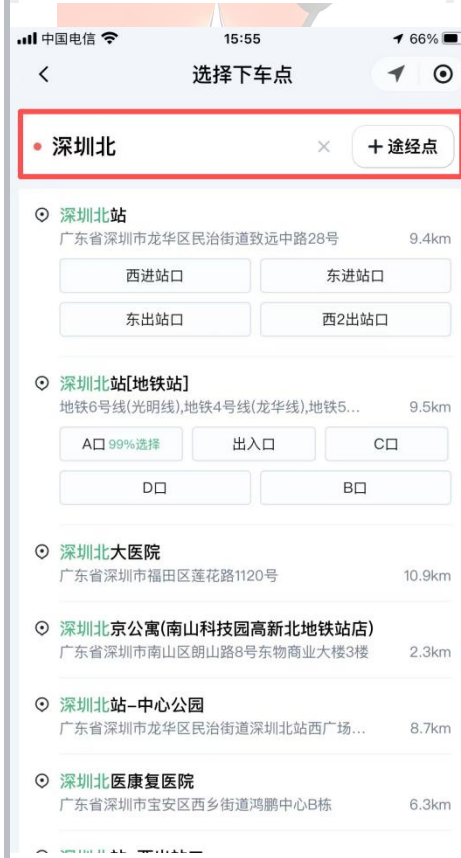 中国电信
15:55
66%
选择下车点
深圳北
+途经点
深圳北站
广东省深圳市龙华区民治街道致远中路28号 9.4km
西进站口 东进站口
东出站口 西2出站口
深圳北站[地铁站]
地铁6号线(光明线),地铁4号线(龙华线),地铁5... 9.5km
A口 99%选择 出入口 C口
D口 B口
深圳北大医院
广东省深圳市福田区莲花路1120号 10.9km
深圳北京公寓(南山科技园高新北地铁站店)
广东省深圳市南山区朗山路8号东物商业大楼3楼 2.3km
深圳北站-中心公园
广东省深圳市龙华区民治街道深圳北站西广场... 8.7km
深圳北医康复医院
广东省深圳市宝安区西乡街道鸿鹏中心B栋 6.3km